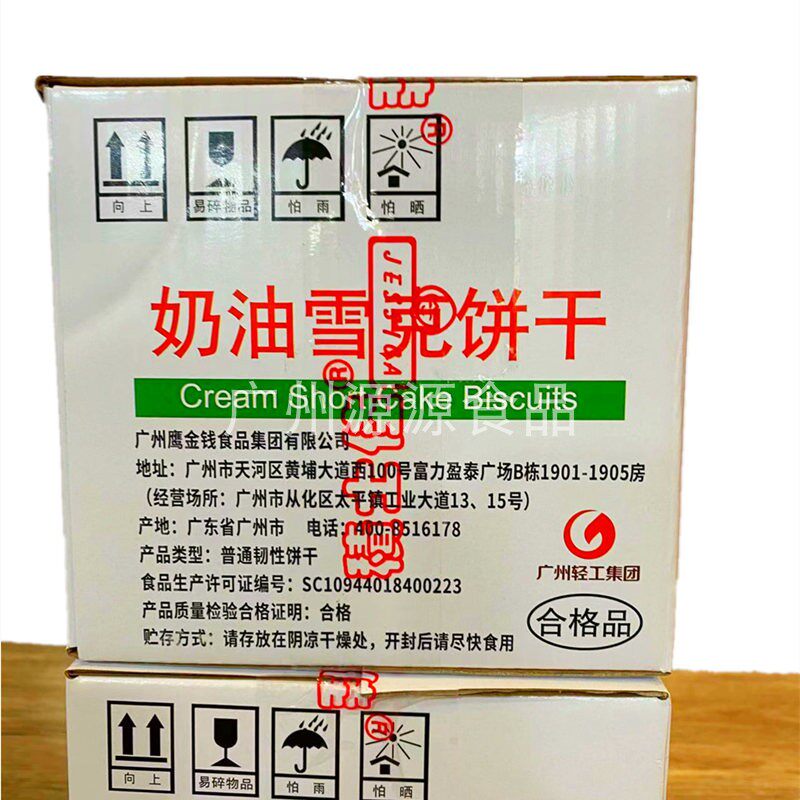 向上
易碎物品
怕雨
怕晒
奶油雪克饼干
Cream Short Cake Biscuits
广州源源食品
广州鹰金钱食品集团有限公司
地址：广州市天河区黄埔大道西100号富力盈泰广场B栋1901-1905房
（经营场所：广州市从化区太平镇工业大道13、15号）
产地：广东省广州市 电话：400-8516178
产品类型：普通韧性饼干
食品生产许可证编号：SC10944018400223
产品质量检验合格证明：合格
贮存方式：请存放在阴凉干燥处，开封后请尽快食用
广州轻工集团
合格品
®
®
向上
易碎物品
怕雨
怕晒
®